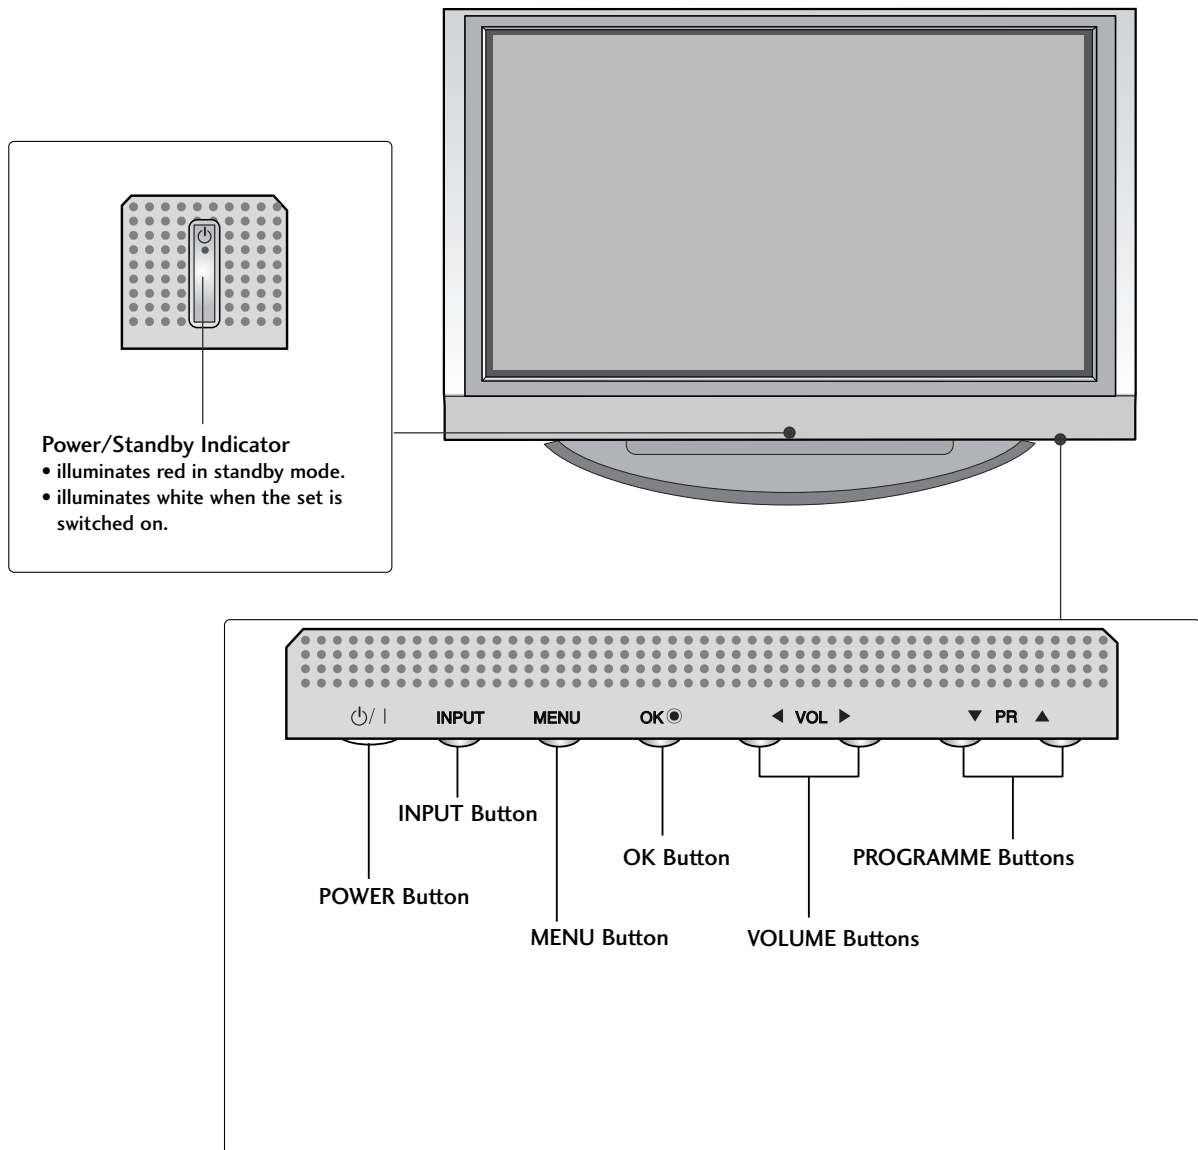 Power/Standby Indicator
• illuminates red in standby mode.
• illuminates white when the set is
switched on.
INPUT MENU OK VOL PR
INPUT Button
OK Button
PROGRAMME Buttons
POWER Button
MENU Button
VOLUME Buttons